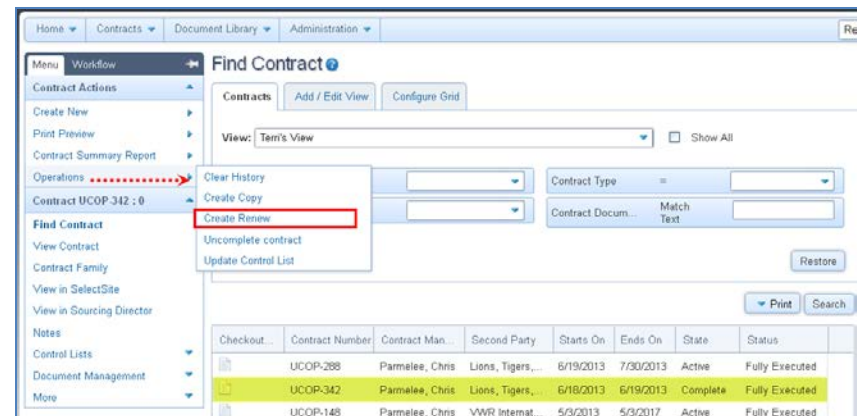 Home Contracts Document Library Administration Re
Menu Workflow
Find Contract
Contract Actions
Contracts Add / Edit View Configure Grid
Create New
Print Preview
View: Terri's View Show All
Contract Summary Report
Operations
Clear History
Contract Type =
Contract UCOP-342 : 0
Create Copy
Create Renew
Contract Docum... Match Text
Find Contract
Uncomplete contract
View Contract
Update Control List
Contract Family
Restore
View in SelectSite
View in Sourcing Director
Print Search
Notes
Control Lists
Document Management
More
Checkout... Contract Number Contract Man... Second Party Starts On Ends On State Status
UCOP-288 Parmelee, Chris Lions, Tigers,... 6/19/2013 7/30/2013 Active Fully Executed
UCOP-342 Parmelee, Chris Lions, Tigers,... 6/18/2013 6/19/2013 Complete Fully Executed
UCOP-148 Parmelee, Chris VWR Internat... 5/3/2013 5/3/2017 Active Fully Executed